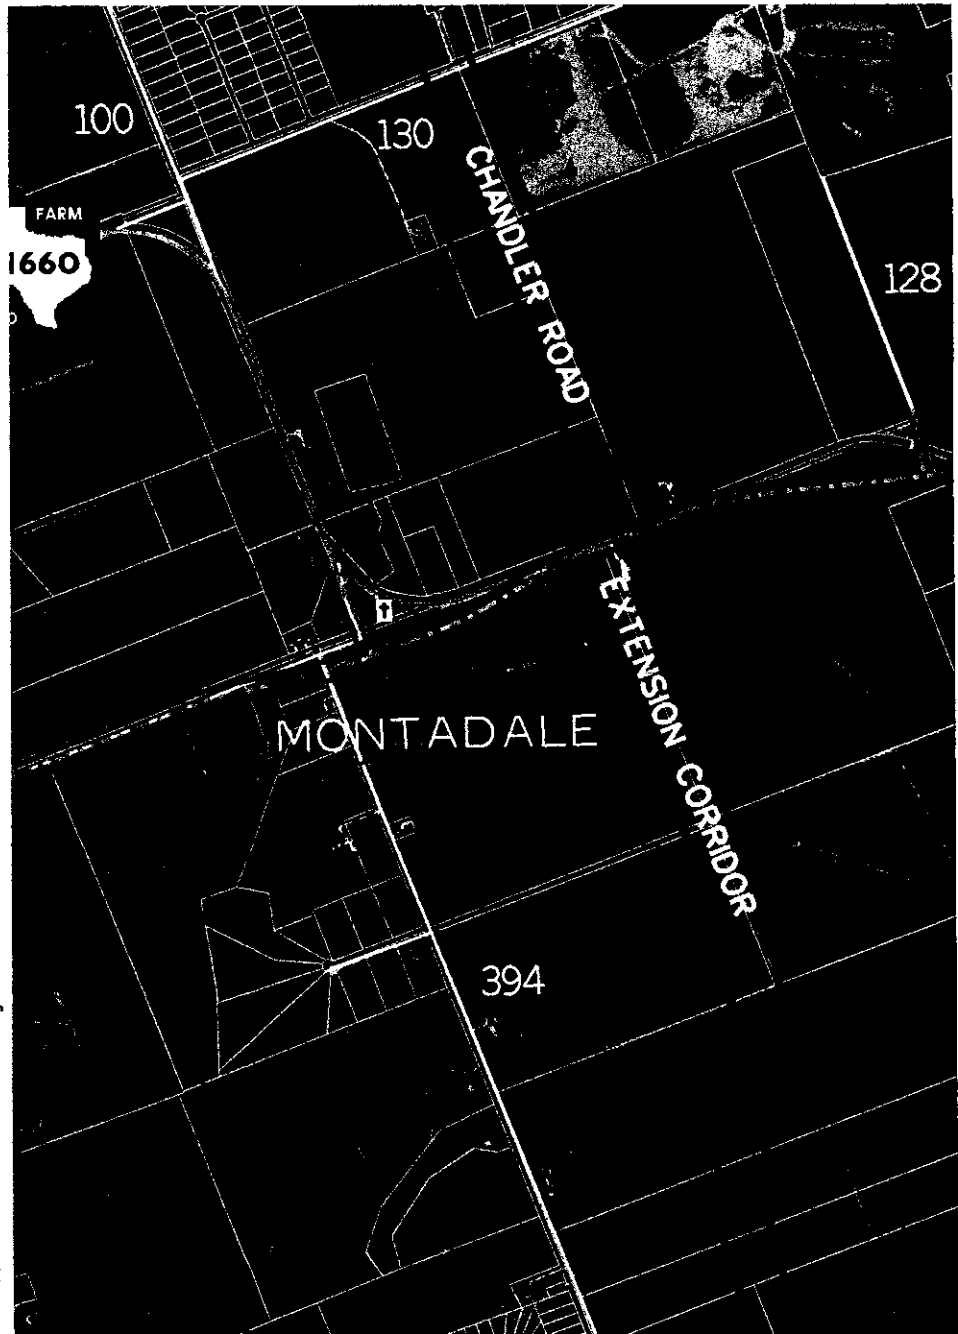 100
130
CHANDLER ROAD
FARM
1660
128
MONTADALE
EXTENSION CORRIDOR
394